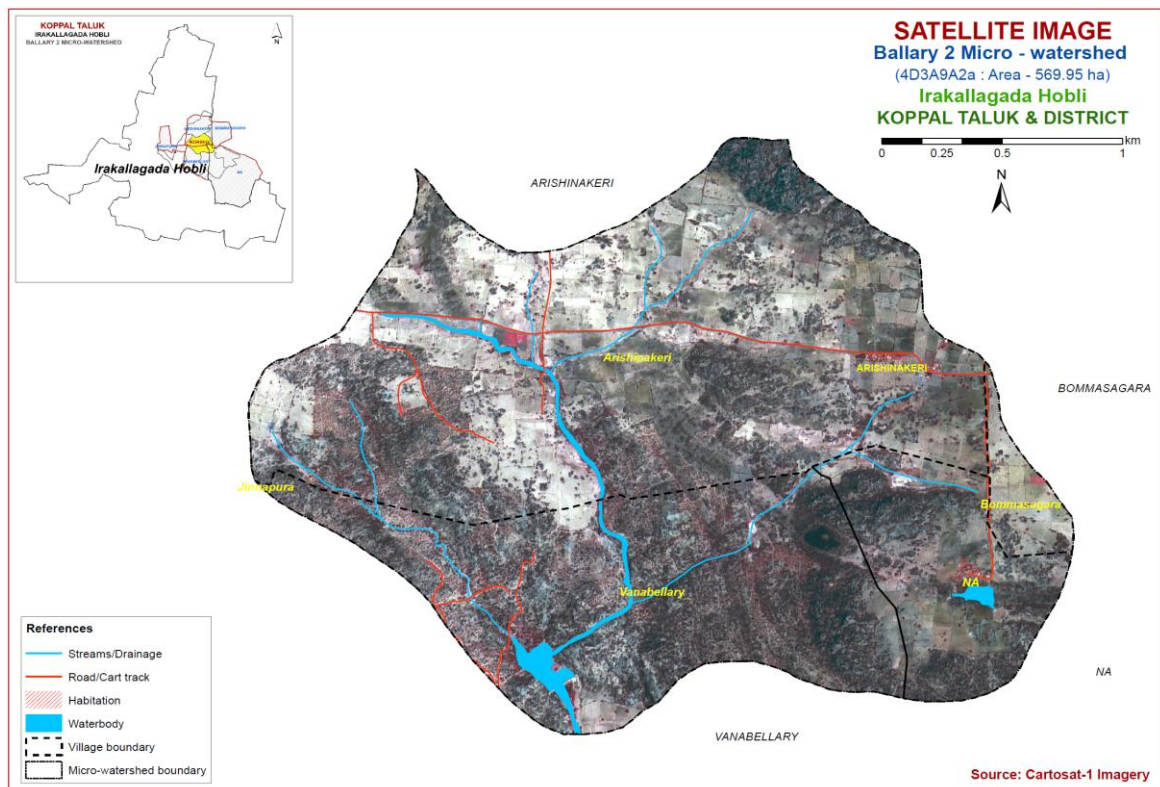 KOPPAL TALUK
IRAKALLAGADA HOBLI
BALLARY 2 MICRO-WATERSHED
N
Irakallagada Hobli
SATELLITE IMAGE
Ballary 2 Micro - watershed
(4D3A9A2a : Area - 569.95 ha)
Irakallagada Hobli
KOPPAL TALUK & DISTRICT
km
0 0.25 0.5 1
N
ARISHINAKERI
Arishinakeri
ARISHINAKERI
BOMMASAGARA
Jinnapura
Bommasagara
NA
Vanabellary
NA
VANABELLARY
References
Streams/Drainage
Road/Cart track
Habitation
Waterbody
Village boundary
Micro-watershed boundary
Source: Cartosat-1 Imagery